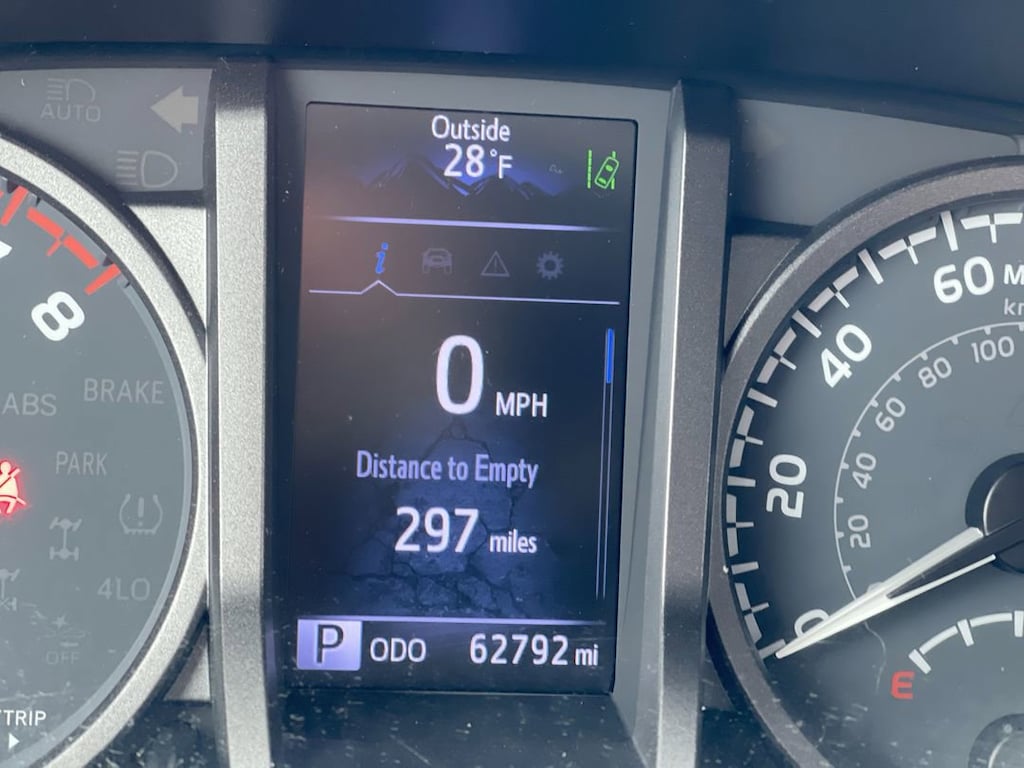 AUTO
8
ABS
BRAKE
PARK
4LO
OFF
TRIP
Outside
28°F
i
0 MPH
Distance to Empty
297 miles
P ODO 62792 mi
0
20
40
60
20
40
60
80
100
E